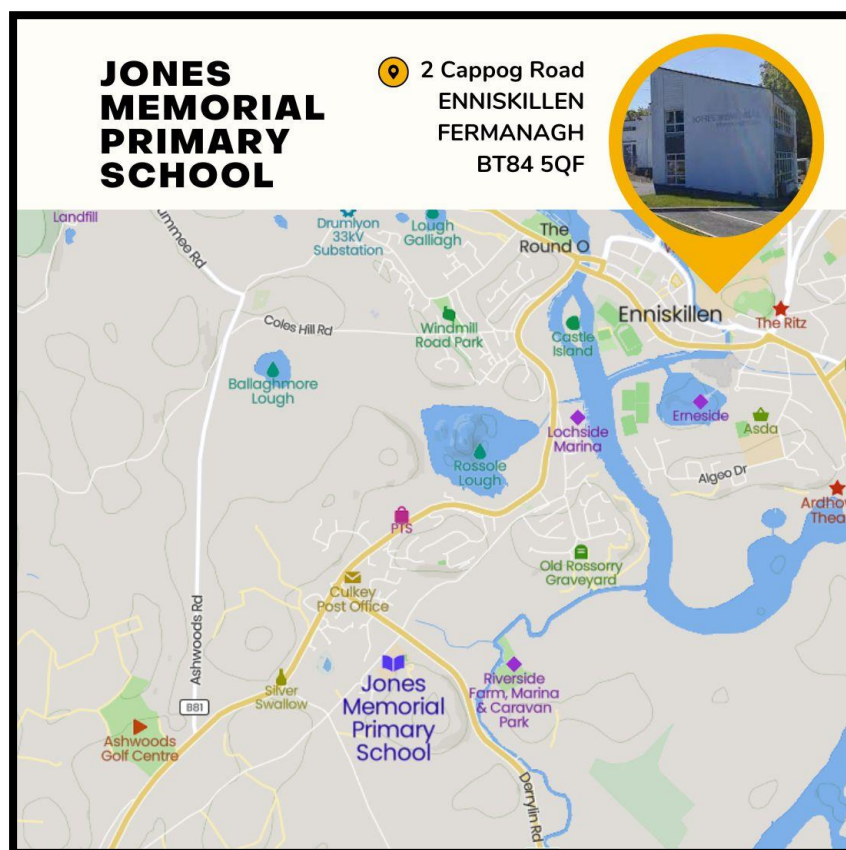 JONES
MEMORIAL
PRIMARY
SCHOOL
2 Cappog Road
ENNISKILLEN
FERMANAGH
BT84 5QF
JONES MEMORIAL
Landfill
Drumlyon
33kV
Substation
Lough
Galliagh
The
Round O
Enniskillen
The Ritz
Coles Hill Rd
Windmill
Road Park
Castle
Island
Ballaghmore
Lough
Erneside
Asda
Lochside
Marina
Rossole
Lough
Algeo Dr
PTS
Old Rossorry
Graveyard
Culkey
Post Office
Ashwoods Rd
Silver
Swallow
B81
Jones
Memorial
Primary
School
Riverside
Farm, Marina
& Caravan
Park
Ashwoods
Golf Centre
Derrylin Rd